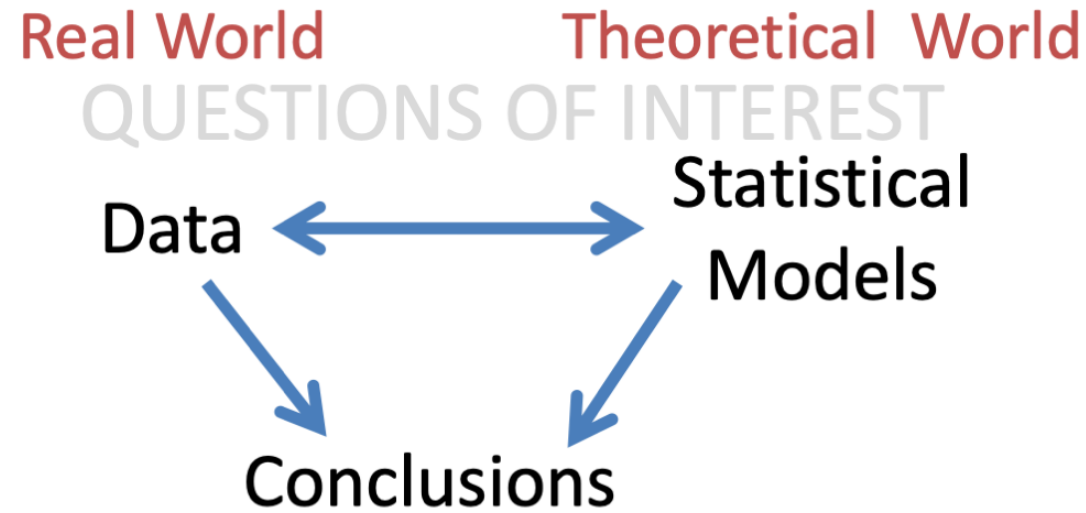 Real World Theoretical World
QUESTIONS OF INTEREST
Data
Statistical
Models
Conclusions